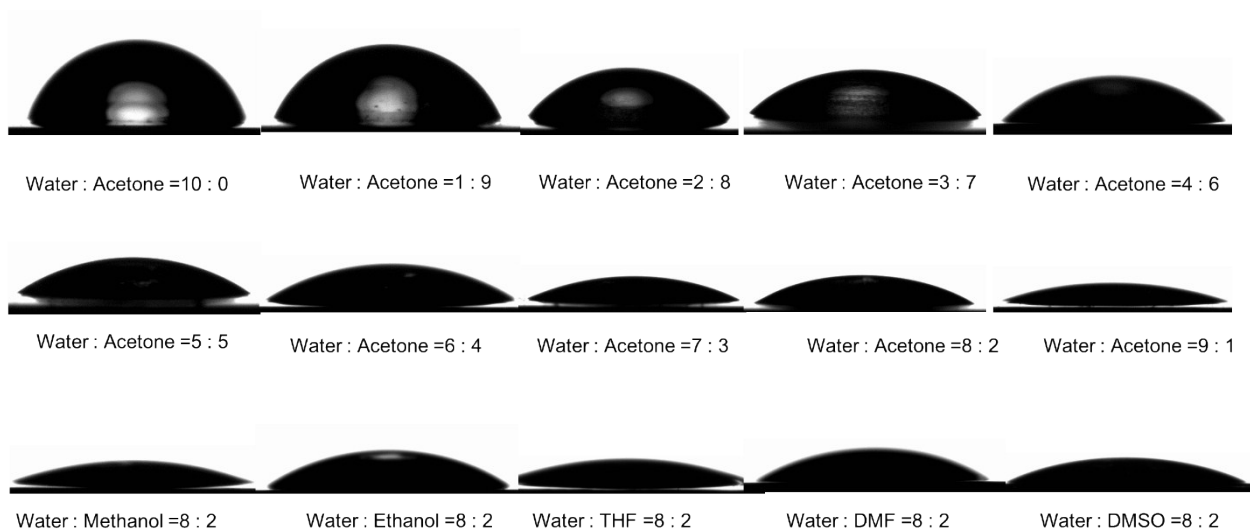 Water : Acetone =10 : 0
Water : Acetone =1 : 9
Water : Acetone =2 : 8
Water : Acetone =3 : 7
Water : Acetone =4 : 6
Water : Acetone =5 : 5
Water : Acetone =6 : 4
Water : Acetone =7 : 3
Water : Acetone =8 : 2
Water : Acetone =9 : 1
Water : Methanol =8 : 2
Water : Ethanol =8 : 2
Water : THF =8 : 2
Water : DMF =8 : 2
Water : DMSO =8 : 2